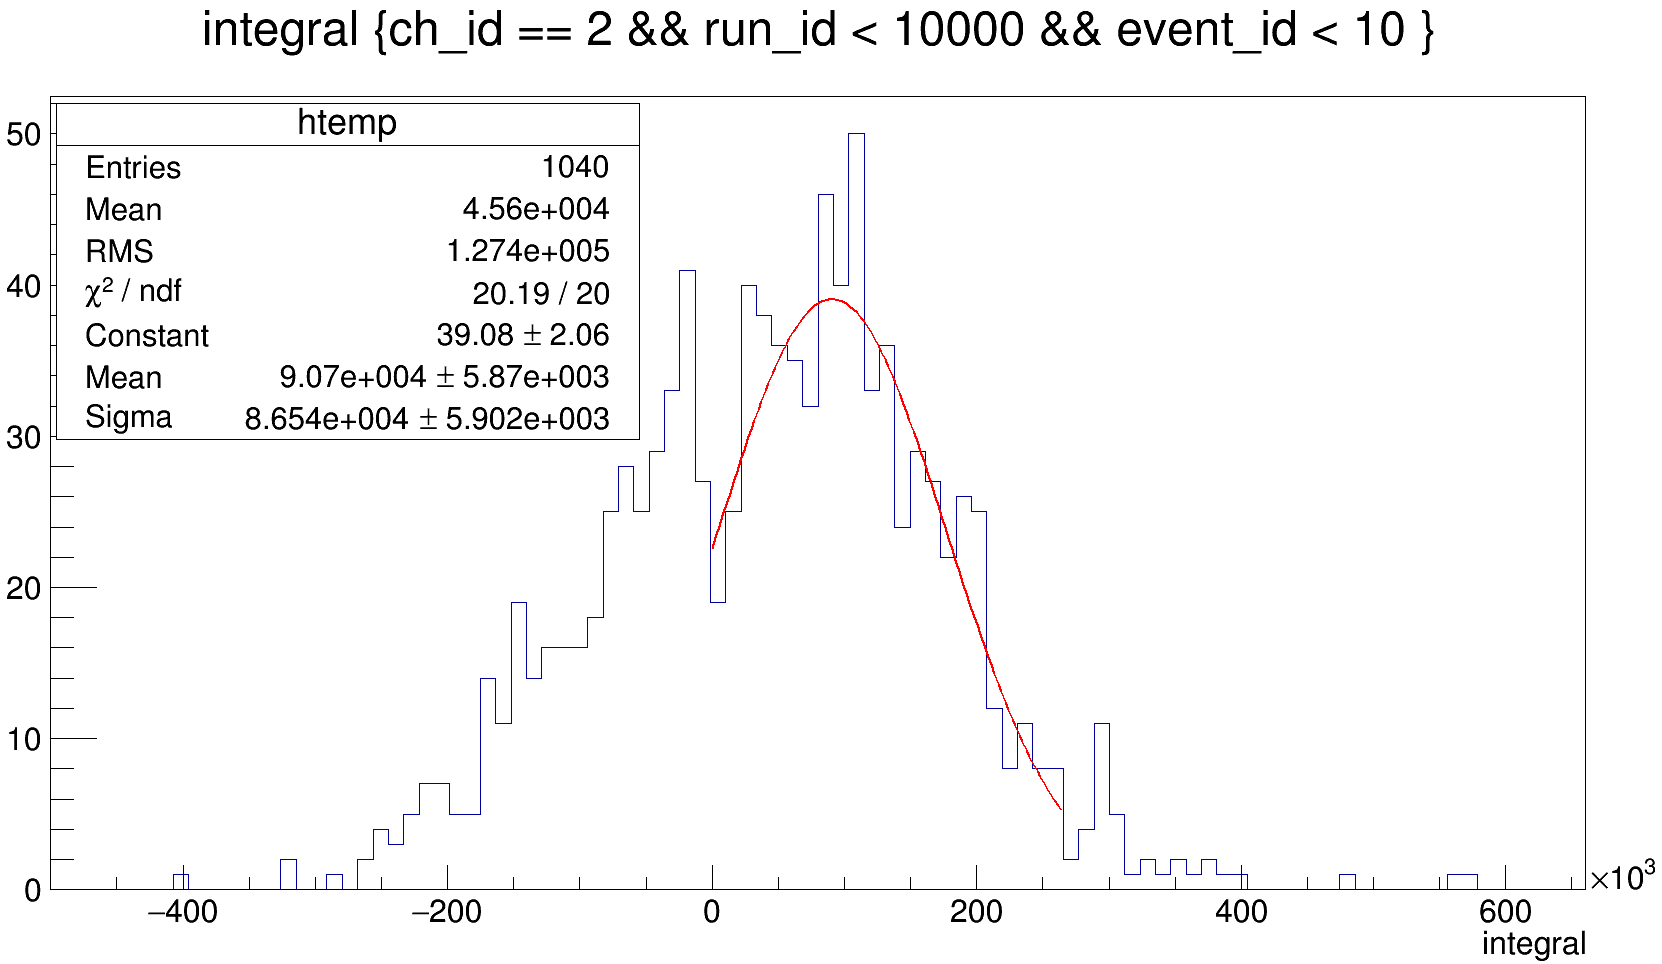 integral {ch_id == 2 && run_id < 10000 && event_id < 10 }
htemp
Entries 1040
Mean 4.56e+004
RMS 1.274e+005
χ² / ndf 20.19 / 20
Constant 39.08 ± 2.06
Mean 9.07e+004 ± 5.87e+003
Sigma 8.654e+004 ± 5.902e+003
50
40
30
20
10
0
−400 −200 0 200 400 600 ×10³
integral